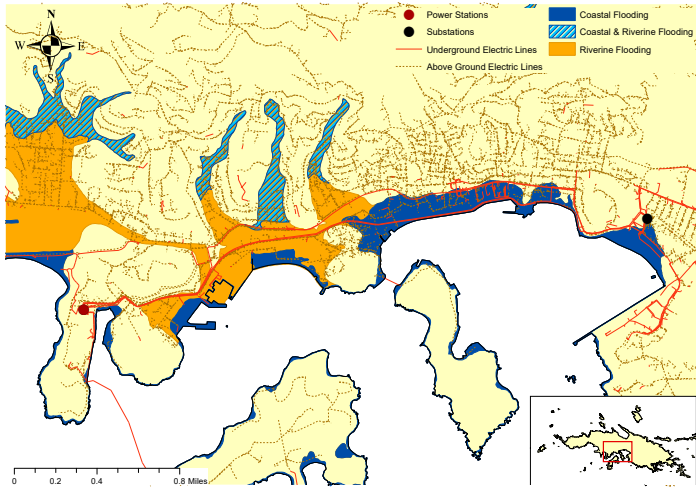 N
W E
S
Power Stations
Substations
Underground Electric Lines
Above Ground Electric Lines
Coastal Flooding
Coastal & Riverine Flooding
Riverine Flooding
0 0.2 0.4 0.8 Miles